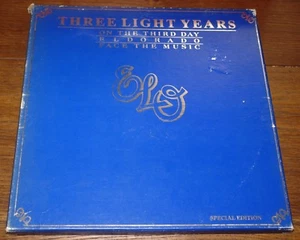 THREE LIGHT YEARS
ON THE THIRD DAY
ELDORADO
FACE THE MUSIC
ELO
SPECIAL EDITION